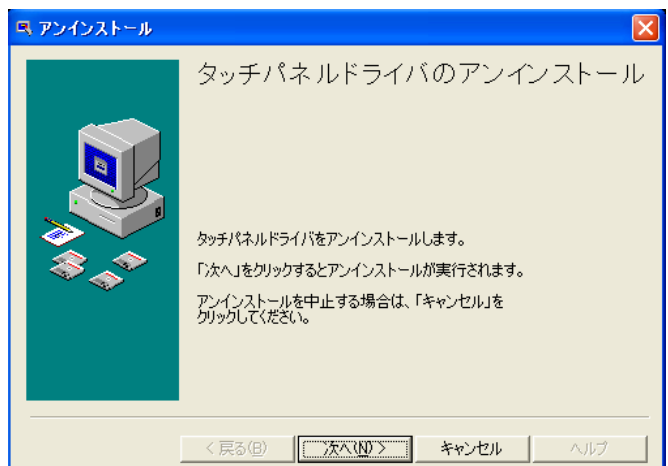 アンインストール
タッチパネルドライバのアンインストール
タッチパネルドライバをアンインストールします。
「次へ」をクリックするとアンインストールが実行されます。
アンインストールを中止する場合は、「キャンセル」を
クリックしてください。
< 戻る(B)
次へ(N) >
キャンセル
ヘルプ